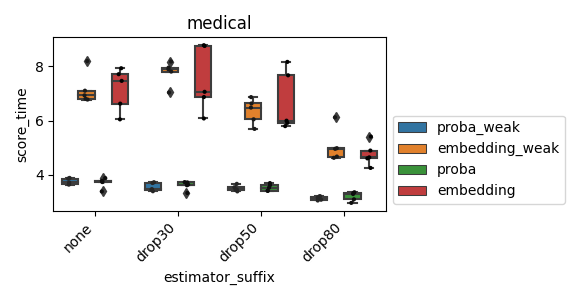 medical
score_time
8
6
4
none
drop30
drop50
drop80
estimator_suffix
proba_weak
embedding_weak
proba
embedding